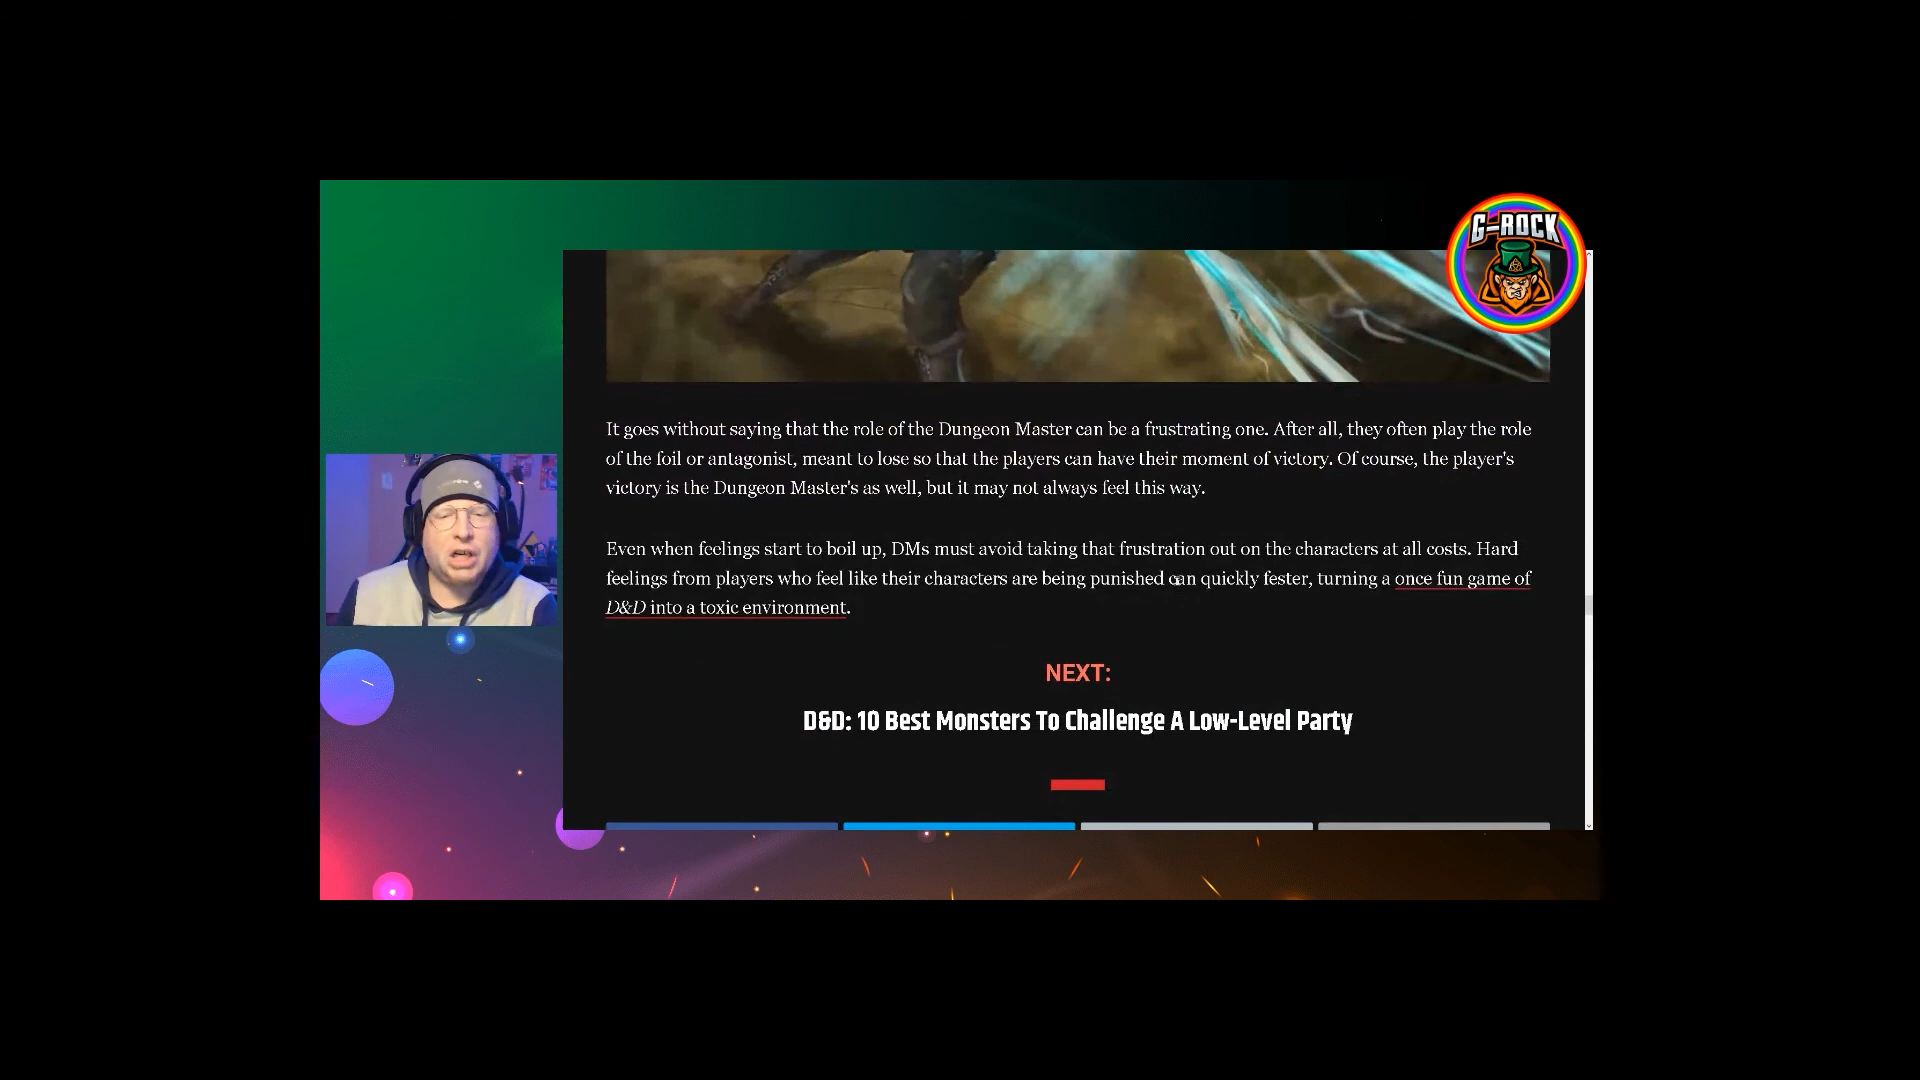 G-ROCK
It goes without saying that the role of the Dungeon Master can be a frustrating one. After all, they often play the role
of the foil or antagonist, meant to lose so that the players can have their moment of victory. Of course, the player's
victory is the Dungeon Master's as well, but it may not always feel this way.
Even when feelings start to boil up, DMs must avoid taking that frustration out on the characters at all costs. Hard
feelings from players who feel like their characters are being punished can quickly fester, turning a once fun game of
D&D into a toxic environment.
NEXT:
D&D: 10 Best Monsters To Challenge A Low-Level Party